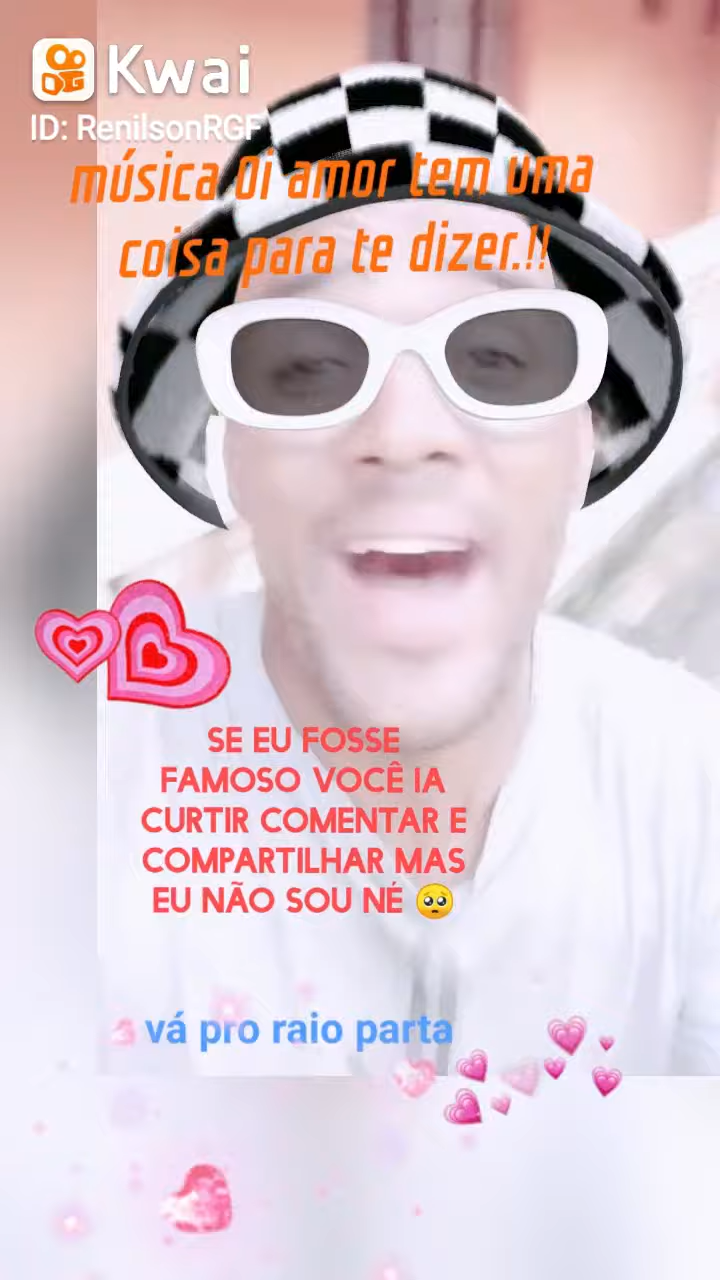 Kwai
ID: RenilsonRGF
música Oi amor tem uma
coisa para te dizer.!!
SE EU FOSSE
FAMOSO VOCÊ IA
CURTIR COMENTAR E
COMPARTILHAR MAS
EU NÃO SOU NÉ 🥺
vá pro raio parta